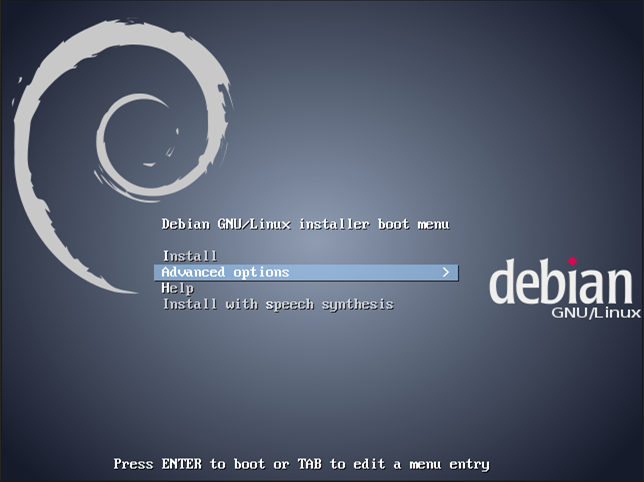 Debian GNU/Linux installer boot menu
Install
Advanced options >
Help
Install with speech synthesis
debian
GNU/Linux
Press ENTER to boot or TAB to edit a menu entry